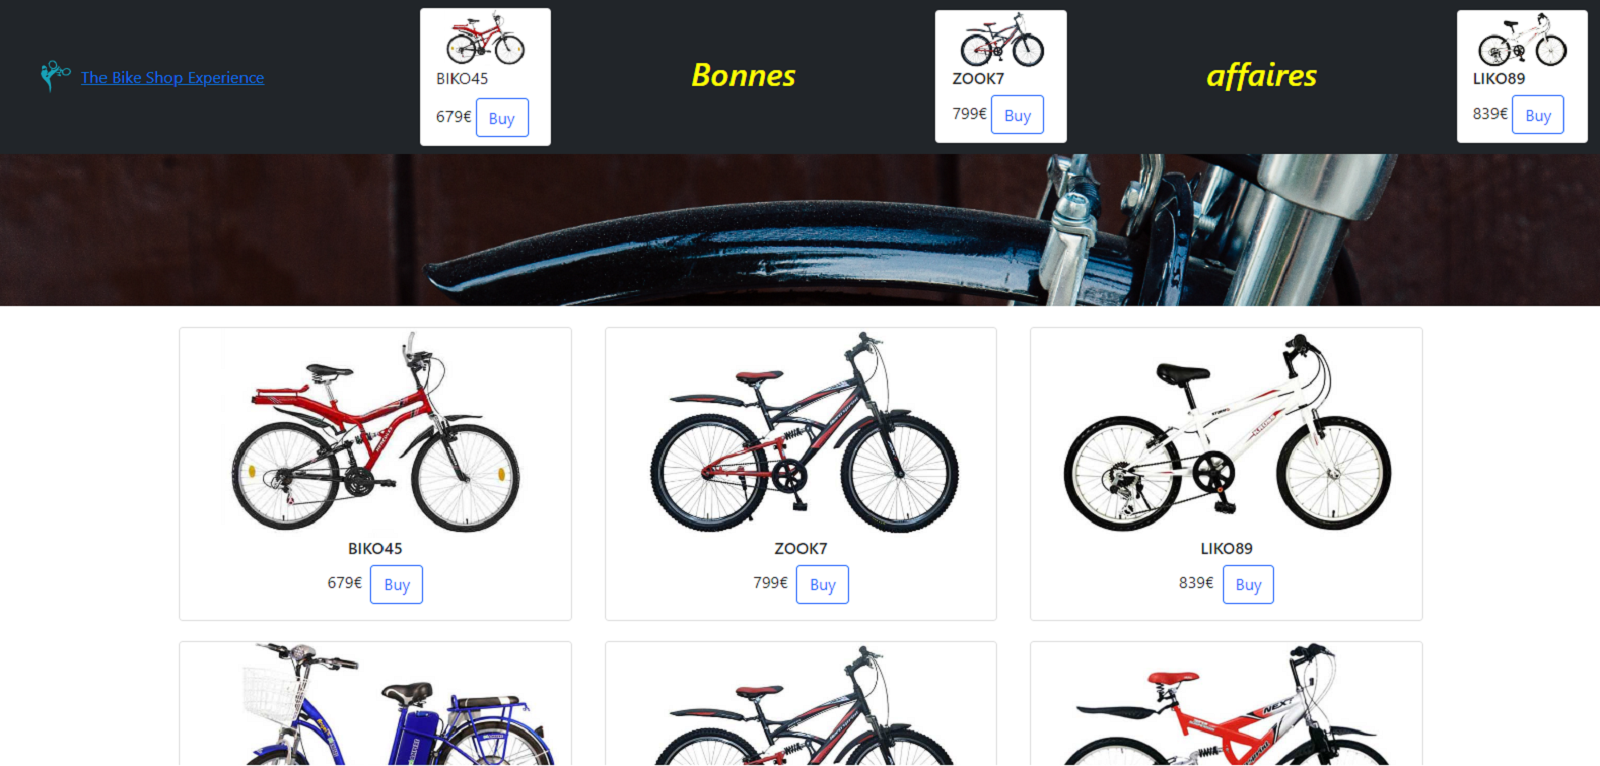 The Bike Shop Experience
BIKO45
679€ Buy
Bonnes
ZOOK7
799€ Buy
affaires
LIKO89
839€ Buy
BIKO45
679€ Buy
ZOOK7
799€ Buy
LIKO89
839€ Buy
NEXT